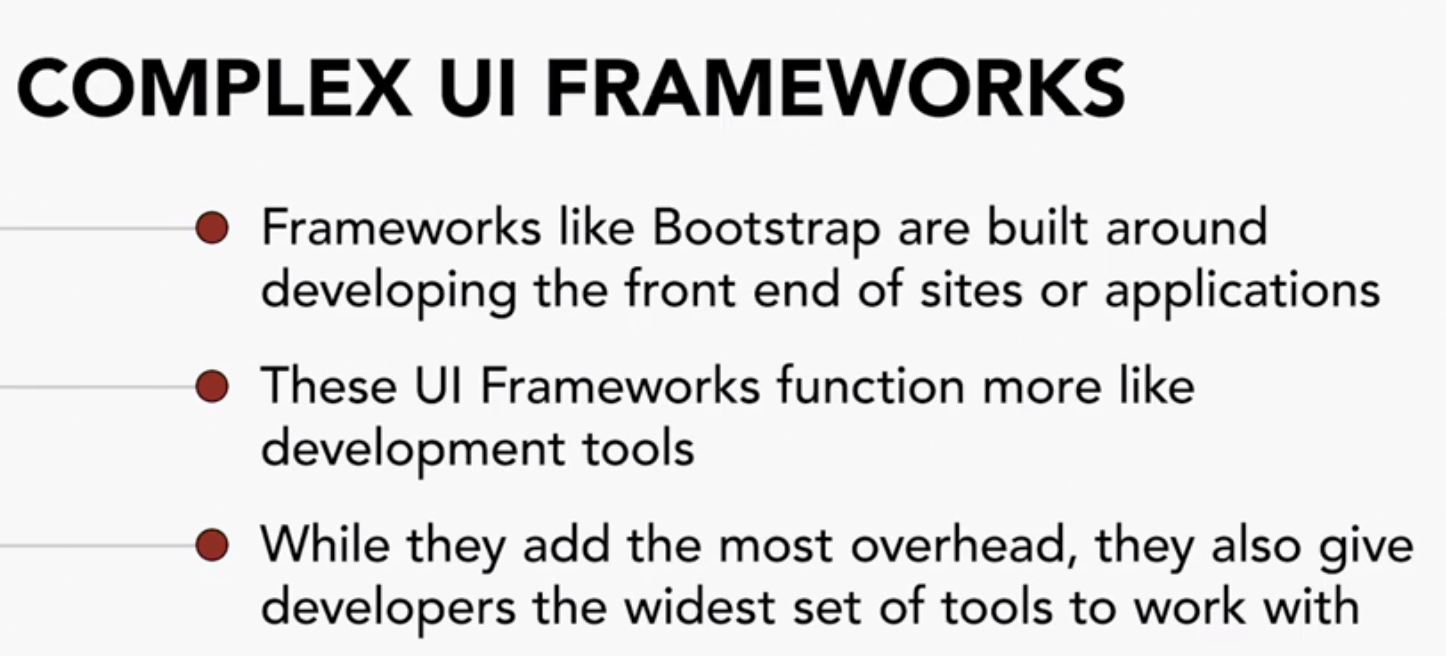 COMPLEX UI FRAMEWORKS
Frameworks like Bootstrap are built around
developing the front end of sites or applications
These UI Frameworks function more like
development tools
While they add the most overhead, they also give
developers the widest set of tools to work with